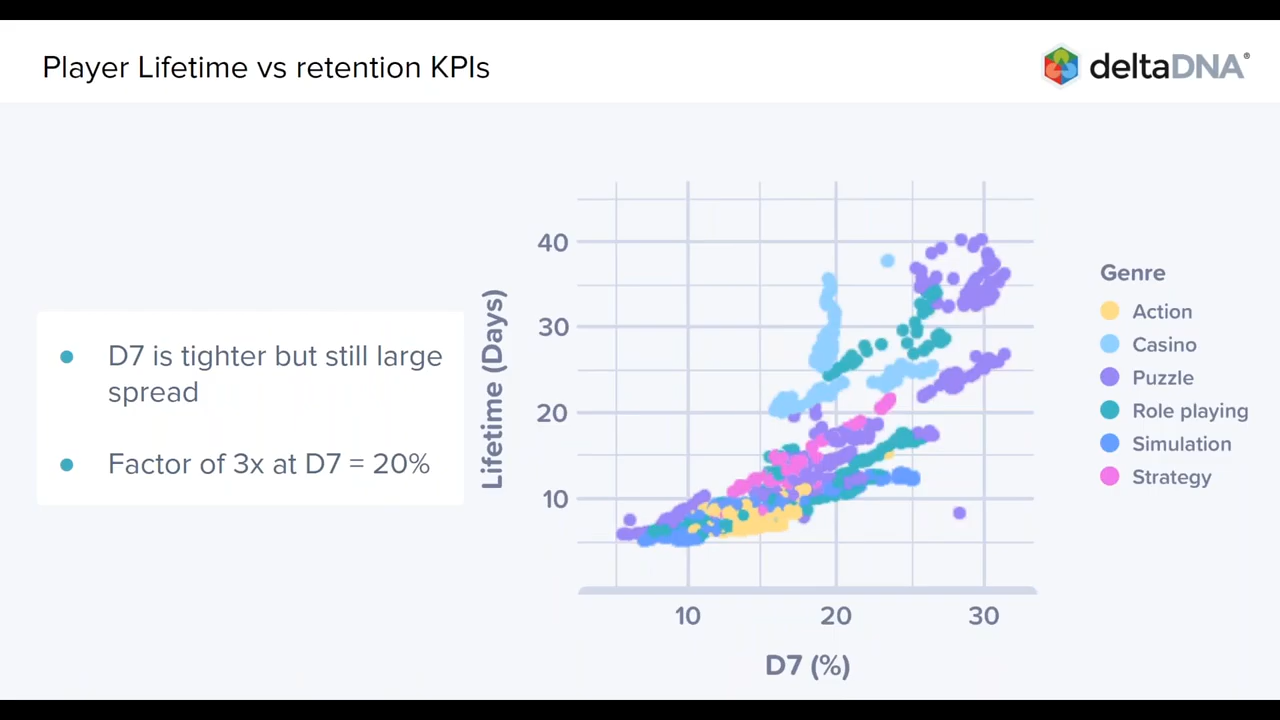 Player Lifetime vs retention KPIs
deltaDNA®
D7 is tighter but still large
spread
Factor of 3x at D7 = 20%
Lifetime (Days)
40
30
20
10
10 20 30
D7 (%)
Genre
Action
Casino
Puzzle
Role playing
Simulation
Strategy